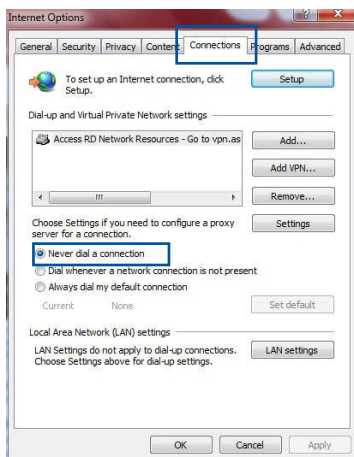 Internet Options
General Security Privacy Content Connections Programs Advanced
To set up an Internet connection, click Setup
Setup.
Dial-up and Virtual Private Network settings
Access RD Network Resources - Go to vpn.as Add...
Add VPN...
Remove...
Choose Settings if you need to configure a proxy Settings
server for a connection.
Never dial a connection
Dial whenever a network connection is not present
Always dial my default connection
Current None Set default
Local Area Network (LAN) settings
LAN Settings do not apply to dial-up connections. LAN settings
Choose Settings above for dial-up settings.
OK Cancel Apply